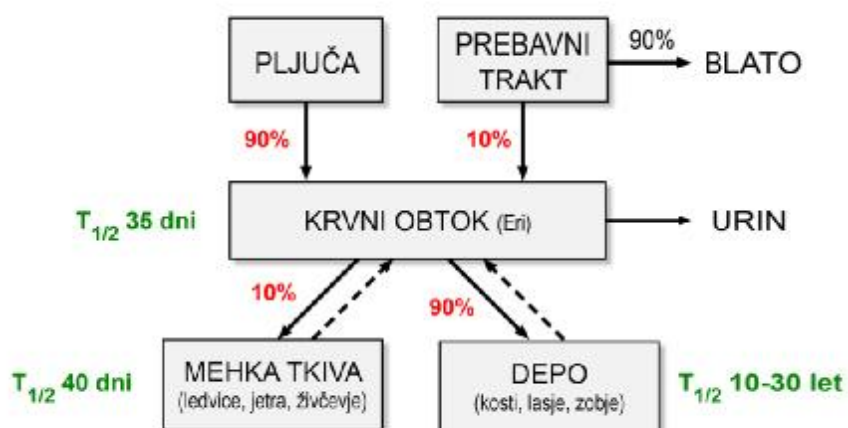 PLJUČA
PREBAVNI
TRAKT
90%
BLATO
90%
10%
T1/2 35 dni
KRVNI OBTOK (Eri)
URIN
10%
90%
T1/2 40 dni
MEHKA TKIVA
(ledvice, jetra, živčevje)
DEPO
(kosti, lasje, zobje)
T1/2 10-30 let